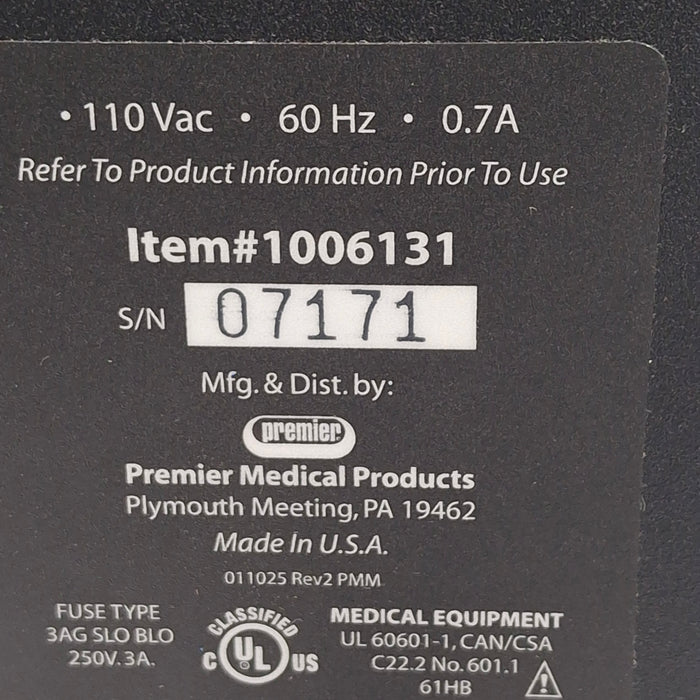 • 110 Vac • 60 Hz • 0.7A
Refer To Product Information Prior To Use
Item#1006131
S/N 07171
Mfg. & Dist. by:
premier
Premier Medical Products
Plymouth Meeting, PA 19462
Made In U.S.A.
011025 Rev2 PMM
FUSE TYPE
3AG SLO BLO
250V. 3A.
CLASSIFIED
C UL US
®
MEDICAL EQUIPMENT
UL 60601-1, CAN/CSA
C22.2 No. 601.1
61HB
!